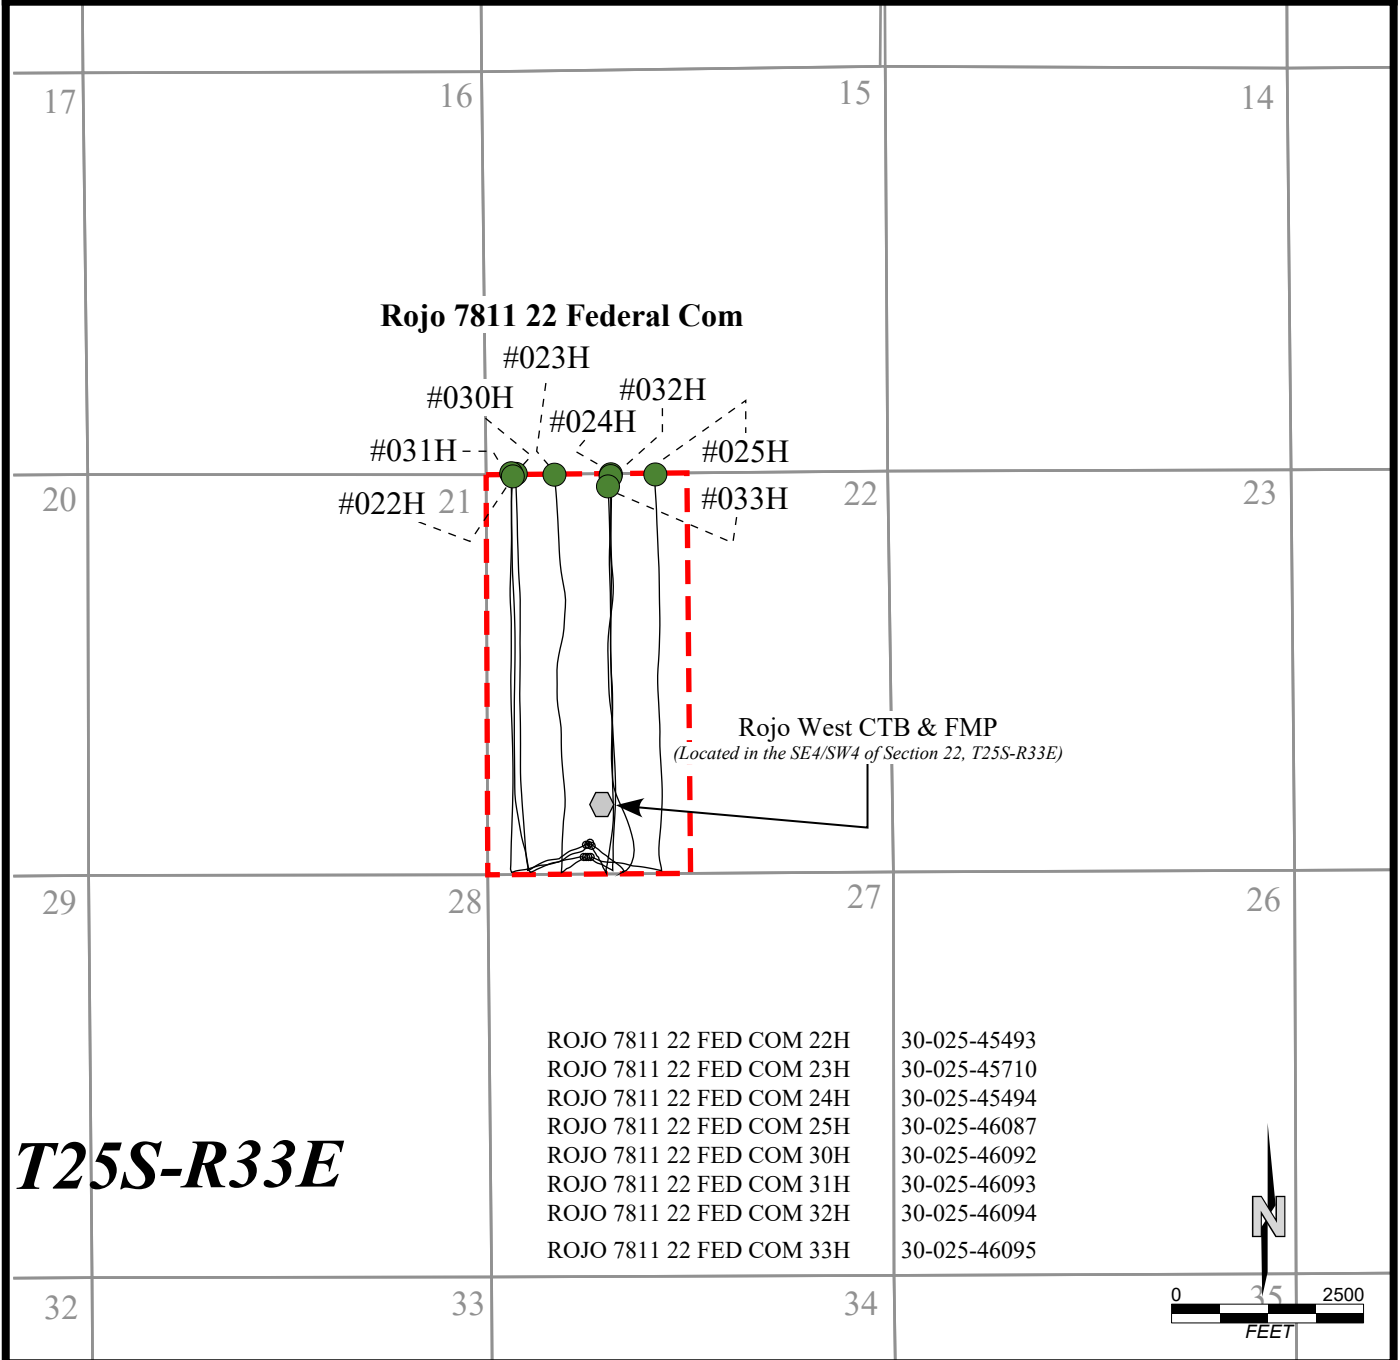 17
16
15
14
Rojo 7811 22 Federal Com
#023H
#030H
#032H
#024H
#031H
#025H
20
#022H
21
#033H
22
23
Rojo West CTB & FMP
(Located in the SE4/SW4 of Section 22, T25S-R33E)
29
28
27
26
ROJO 7811 22 FED COM 22H 30-025-45493
ROJO 7811 22 FED COM 23H 30-025-45710
ROJO 7811 22 FED COM 24H 30-025-45494
ROJO 7811 22 FED COM 25H 30-025-46087
ROJO 7811 22 FED COM 30H 30-025-46092
ROJO 7811 22 FED COM 31H 30-025-46093
ROJO 7811 22 FED COM 32H 30-025-46094
ROJO 7811 22 FED COM 33H 30-025-46095
T25S-R33E
N
32
33
34
35
0 2500
FEET